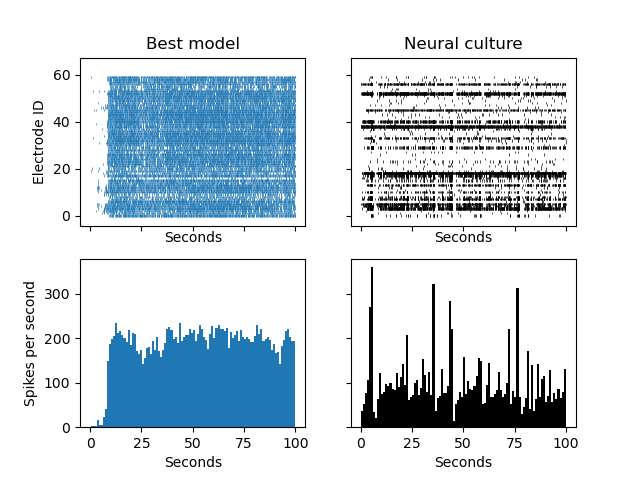 Best model
Neural culture
60
40
20
0
Electrode ID
Seconds
Seconds
300
200
100
0
Spikes per second
0 25 50 75 100
0 25 50 75 100
Seconds
Seconds